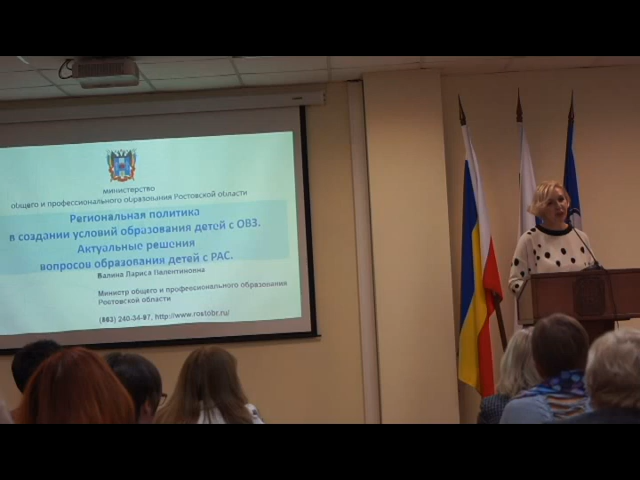 министерство
общего и профессионального образования Ростовской области
Региональная политика
в создании условий образования детей с ОВЗ.
Актуальные решения
вопросов образования детей с РАС.
Валина Лариса Валентиновна
Министр общего и профессионального образования
Ростовской области
(863) 240-34-97, http://www.rostobr.ru/